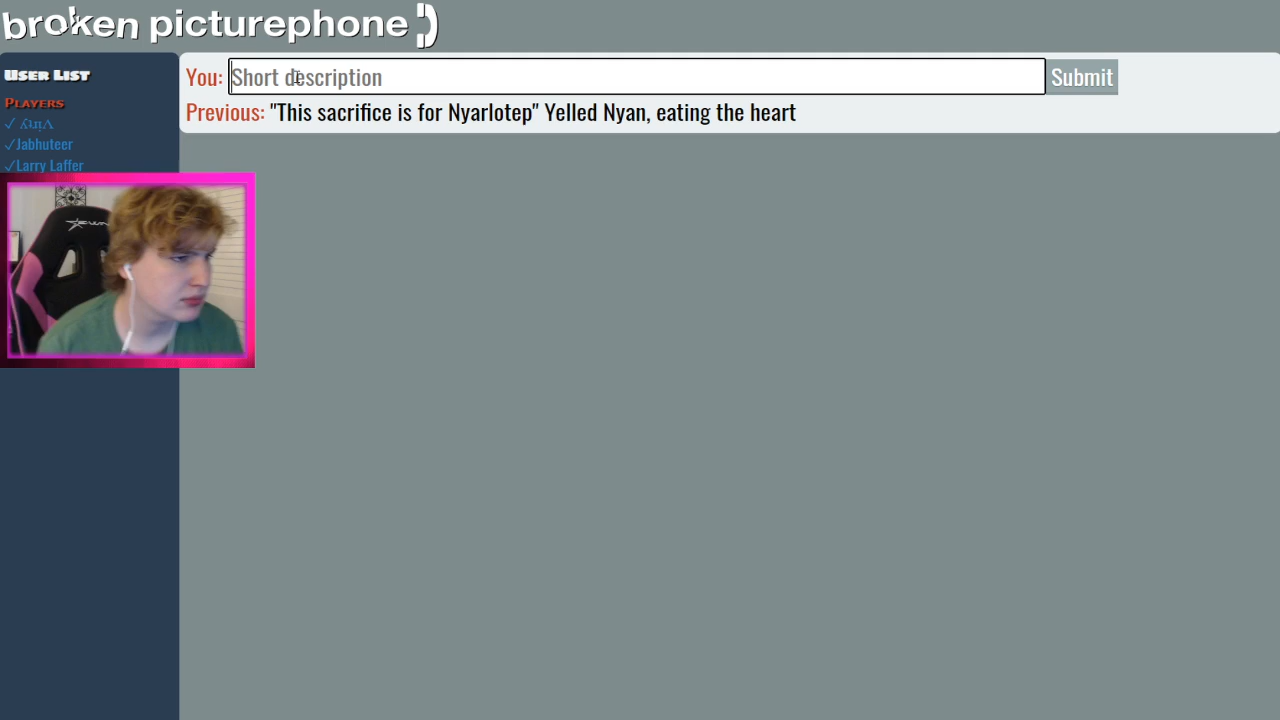 broken picturephone
User List
You: Short description Submit
Players
Previous: "This sacrifice is for Nyarlotep" Yelled Nyan, eating the heart
✓Jabhuteer
✓Larry Laffer